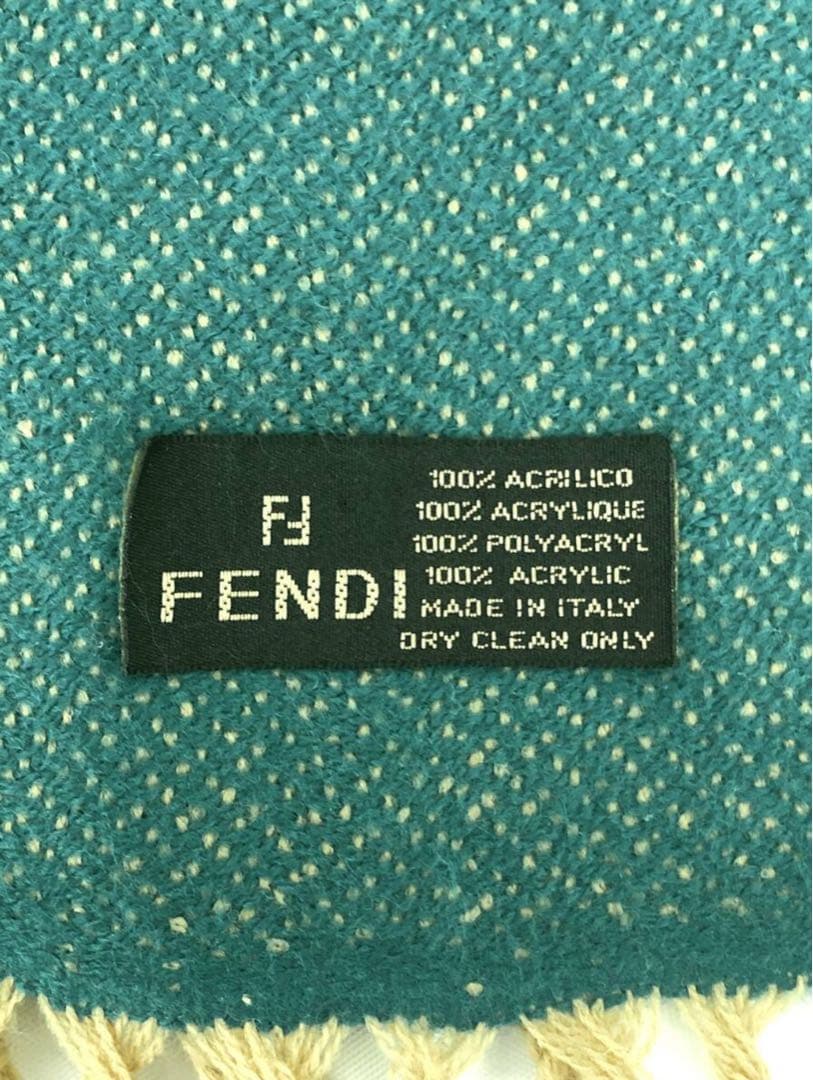 FF
FENDI
100% ACRILICO
100% ACRYLIQUE
100% POLYACRYL
100% ACRYLIC
MADE IN ITALY
DRY CLEAN ONLY